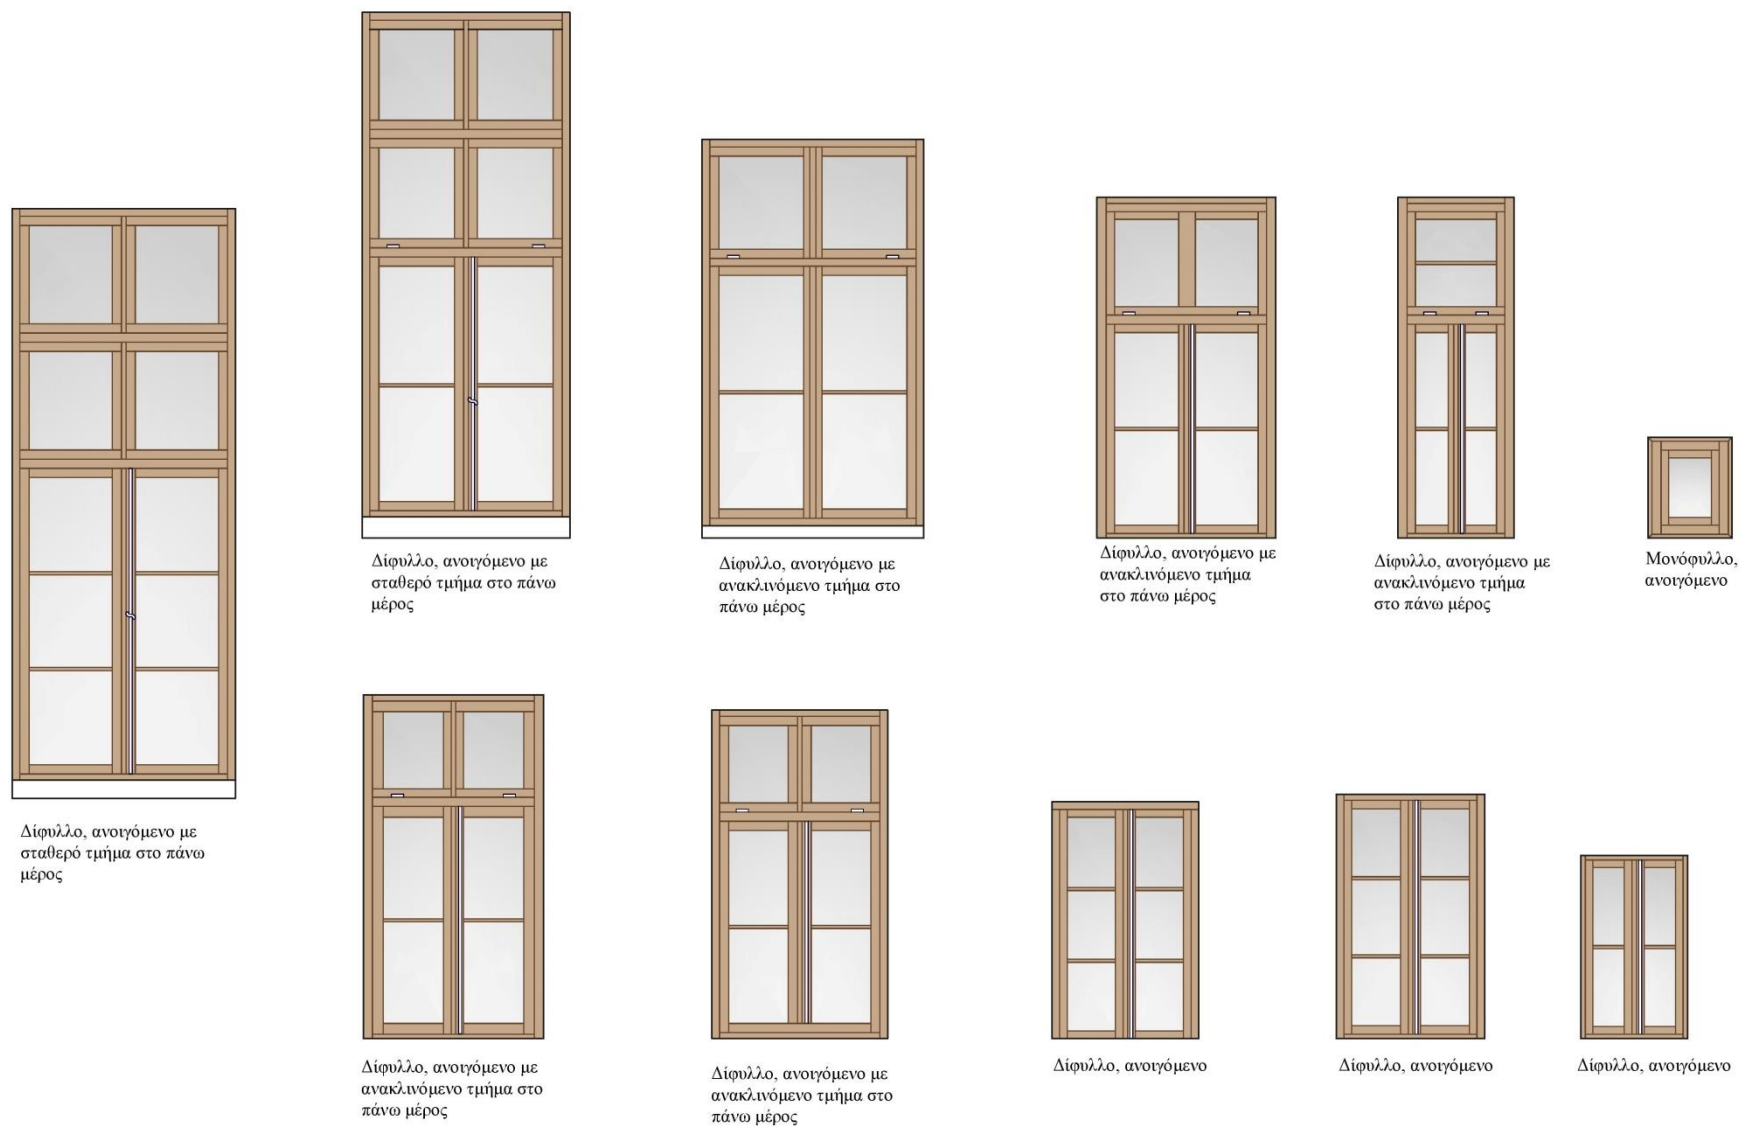 Δίφυλλο, ανοιγόμενο με
σταθερό τμήμα στο πάνω
μέρος
Δίφυλλο, ανοιγόμενο με
ανακλινόμενο τμήμα στο
πάνω μέρος
Δίφυλλο, ανοιγόμενο με
ανακλινόμενο τμήμα
στο πάνω μέρος
Δίφυλλο, ανοιγόμενο με
ανακλινόμενο τμήμα
στο πάνω μέρος
Μονόφυλλο,
ανοιγόμενο
Δίφυλλο, ανοιγόμενο με
σταθερό τμήμα στο πάνω
μέρος
Δίφυλλο, ανοιγόμενο με
ανακλινόμενο τμήμα στο
πάνω μέρος
Δίφυλλο, ανοιγόμενο με
ανακλινόμενο τμήμα στο
πάνω μέρος
Δίφυλλο, ανοιγόμενο
Δίφυλλο, ανοιγόμενο
Δίφυλλο, ανοιγόμενο